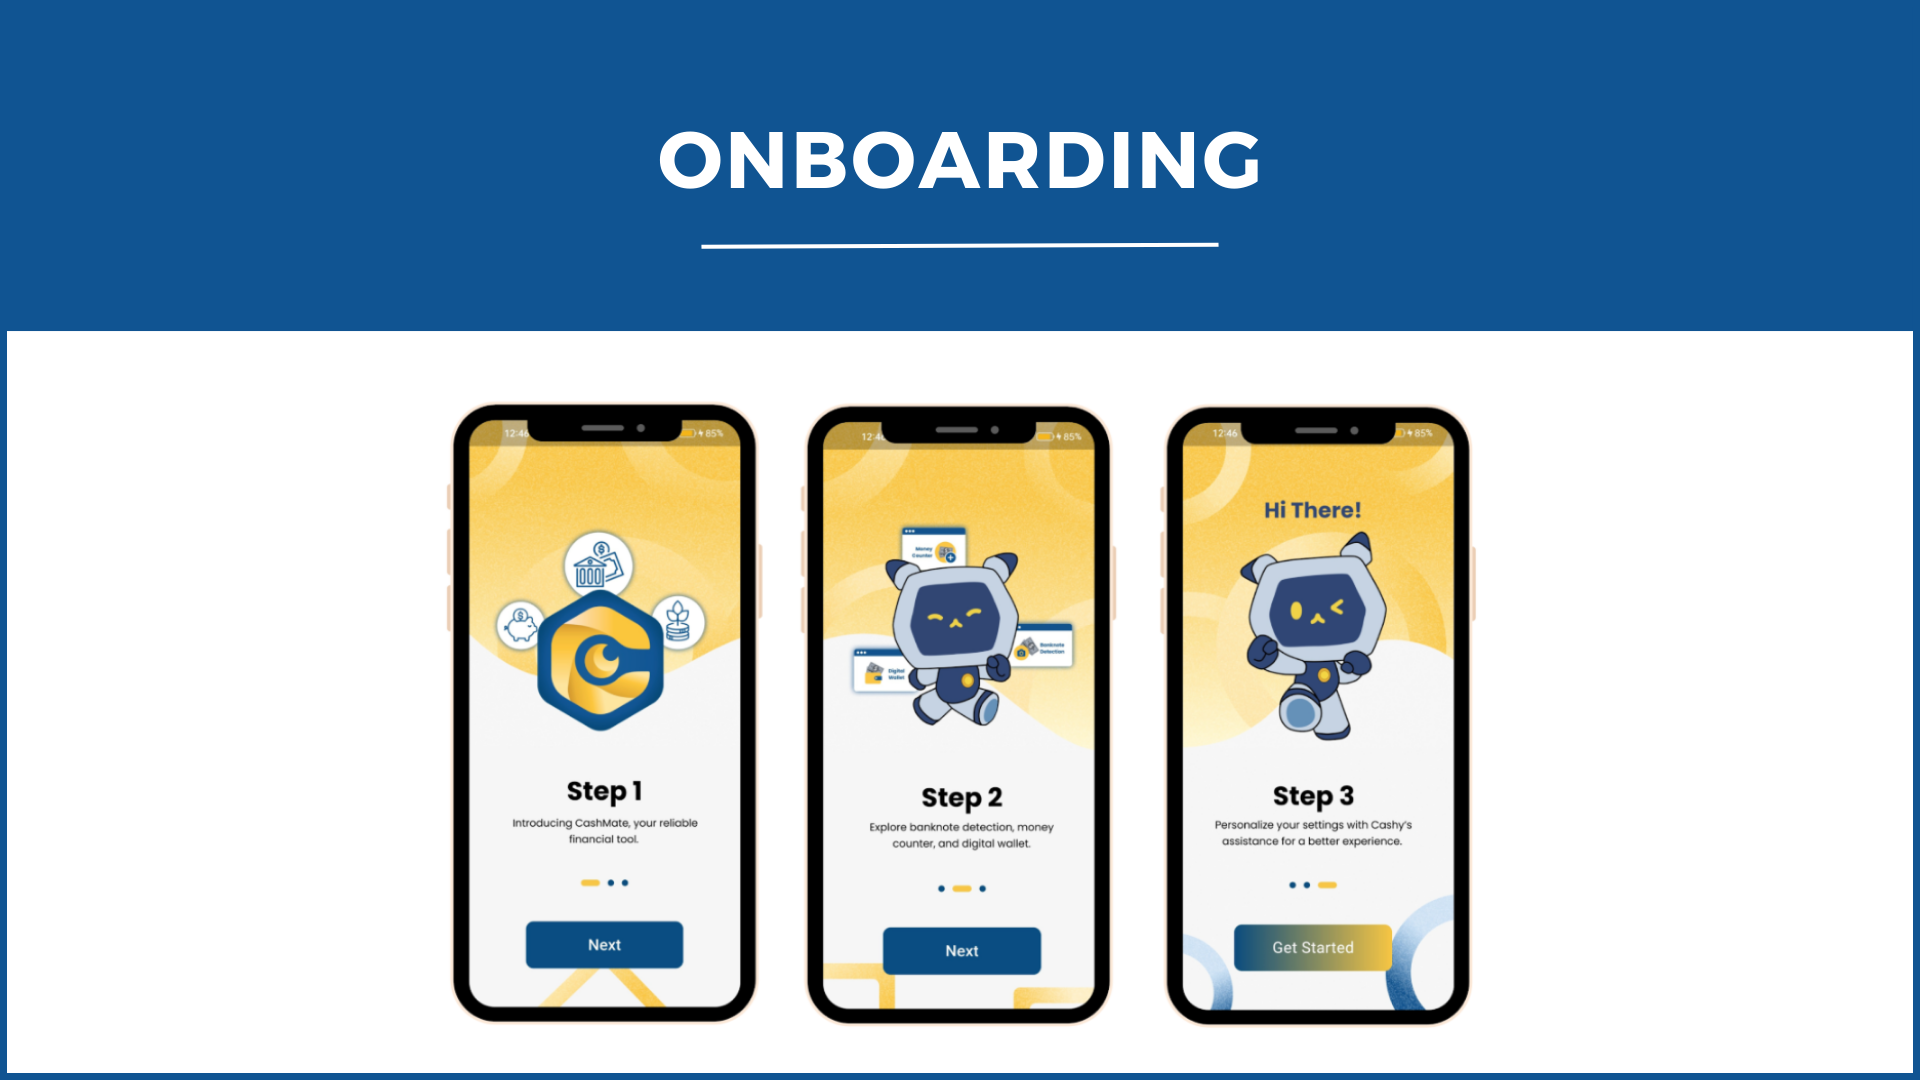 ONBOARDING
12:46
85%
Step 1
Introducing CashMate, your reliable
financial tool.
Next
85%
Money
Counter
Banknote
Detection
Digital
Wallet
Step 2
Explore banknote detection, money
counter, and digital wallet.
Next
12:46
85%
Hi There!
Step 3
Personalize your settings with Cashy's
assistance for a better experience.
Get Started